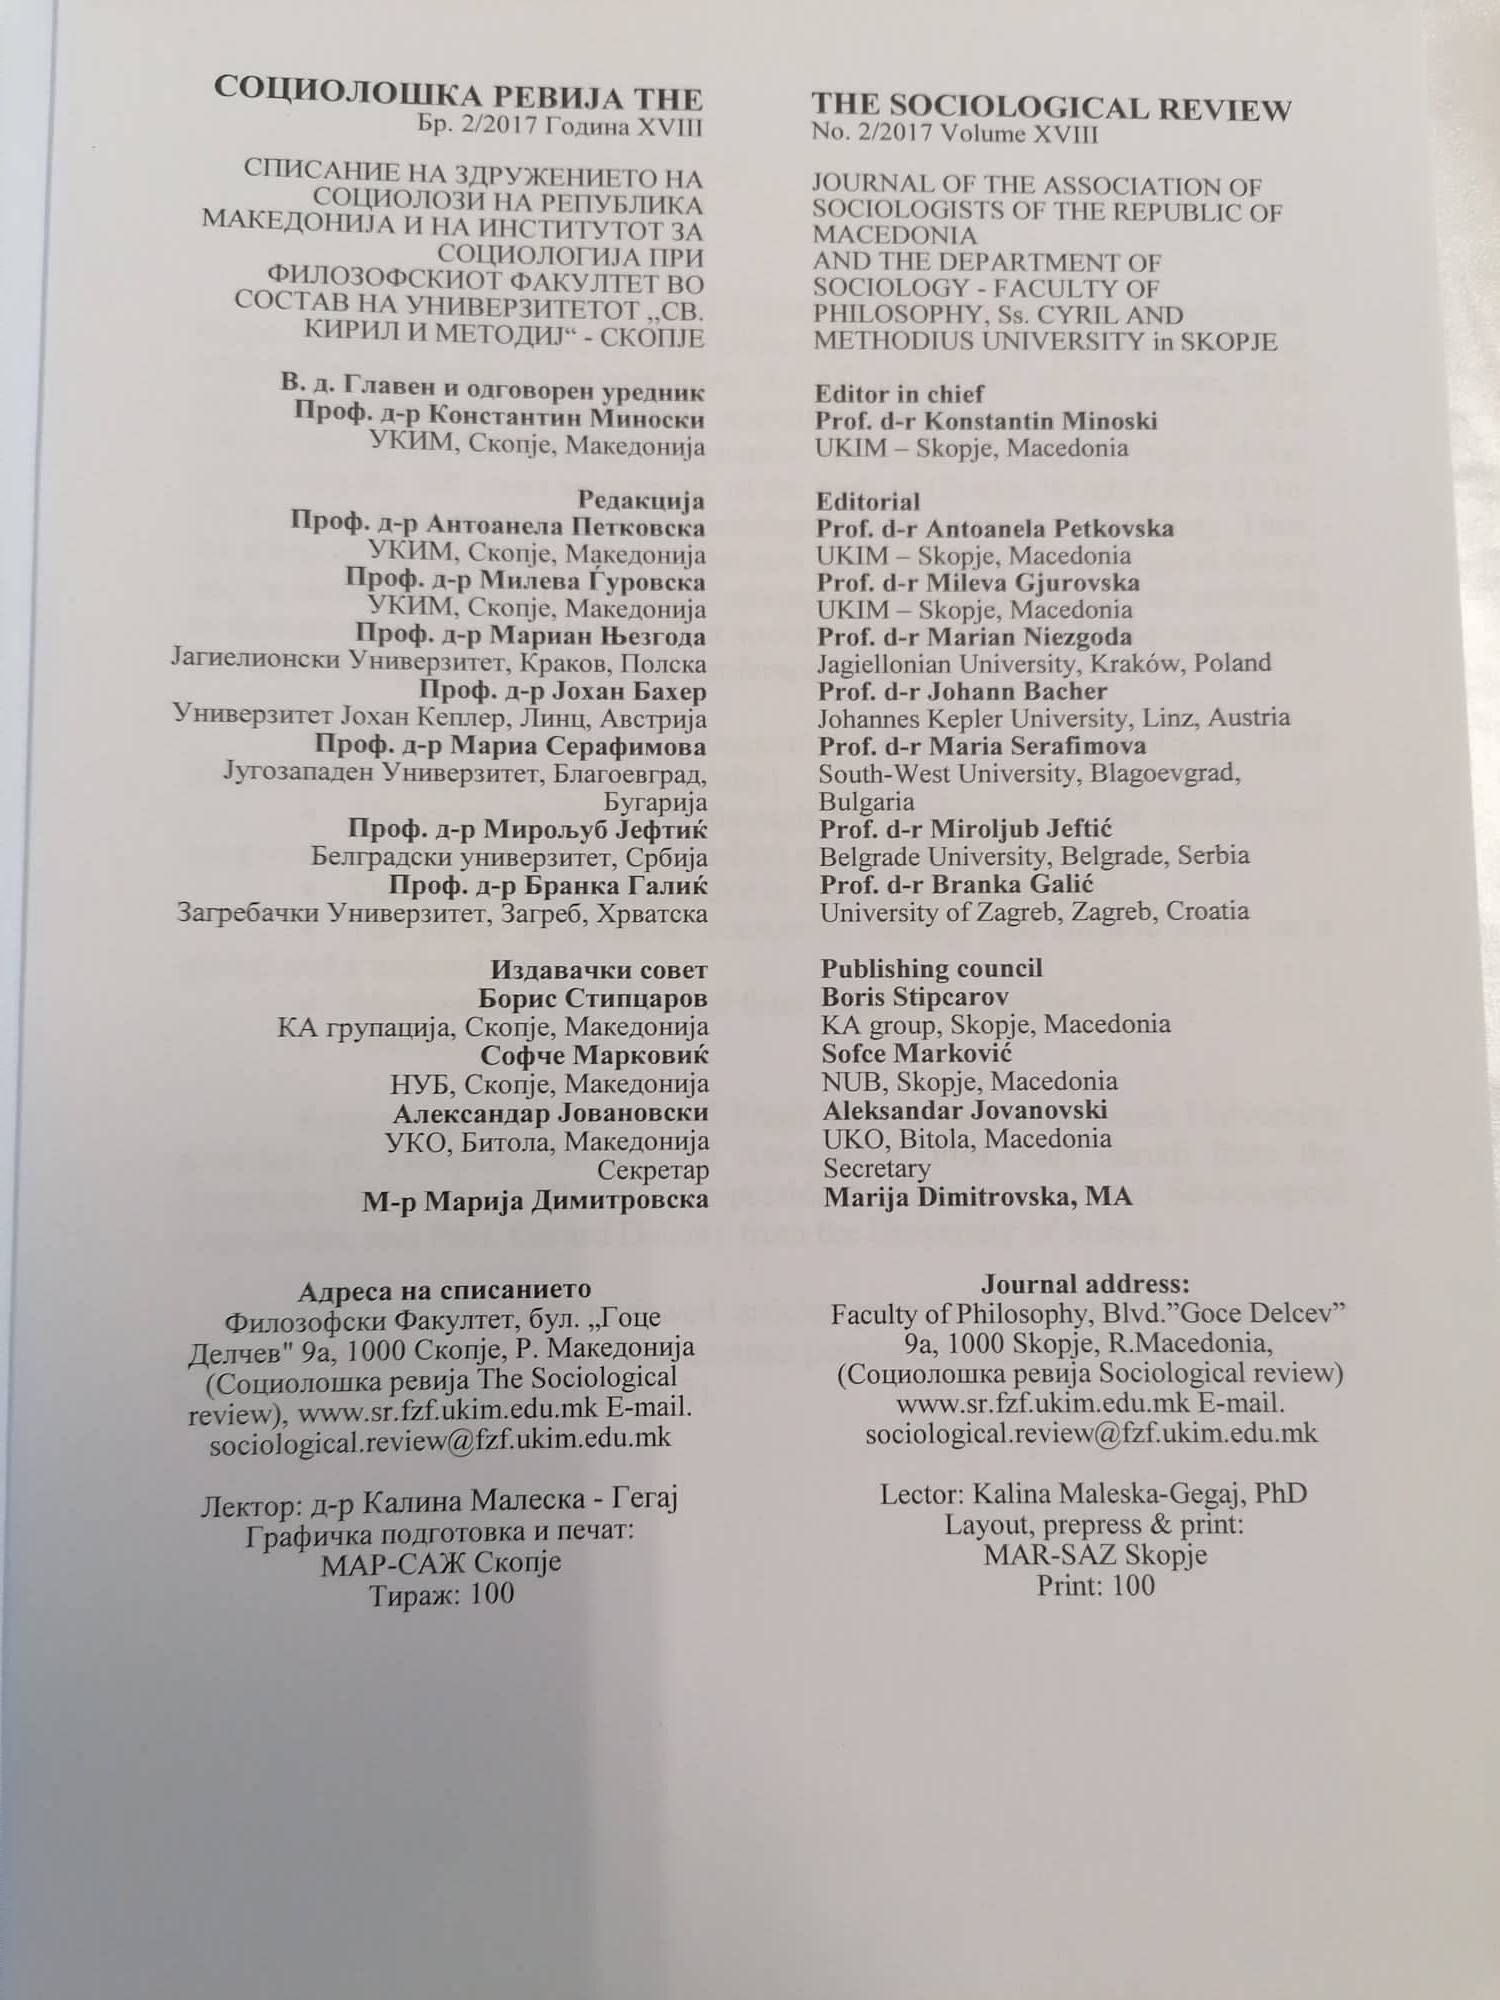 СОЦИОЛОШКА РЕВИЈА THE
Бр. 2/2017 Година XVIII
СПИСАНИЕ НА ЗДРУЖЕНИЕТО НА
СОЦИОЛОЗИ НА РЕПУБЛИКА
МАКЕДОНИЈА И НА ИНСТИТУТОТ ЗА
СОЦИОЛОГИЈА ПРИ
ФИЛОЗОФСКИОТ ФАКУЛТЕТ ВО
СОСТАВ НА УНИВЕРЗИТЕТОТ „СВ.
КИРИЛ И МЕТОДИЈ“ - СКОПЈЕ
В. д. Главен и одговорен уредник
Проф. д-р Константин Миноски
УКИМ, Скопје, Македонија
Редакција
Проф. д-р Антоанела Петковска
УКИМ, Скопје, Македонија
Проф. д-р Милева Ѓуровска
УКИМ, Скопје, Македонија
Проф. д-р Мариан Њезгода
Јагиелионски Универзитет, Краков, Полска
Проф. д-р Јохан Бахер
Универзитет Јохан Кеплер, Линц, Австрија
Проф. д-р Мариа Серафимова
Југозападен Универзитет, Благоевград,
Бугарија
Проф. д-р Мирољуб Јефтиќ
Белградски универзитет, Србија
Проф. д-р Бранка Галиќ
Загребачки Универзитет, Загреб, Хрватска
Издавачки совет
Борис Стипцаров
КА групација, Скопје, Македонија
Софче Марковиќ
НУБ, Скопје, Македонија
Александар Јовановски
УКО, Битола, Македонија
Секретар
М-р Марија Димитровска
Адреса на списанието
Филозофски Факултет, бул. „Гоце
Делчев" 9а, 1000 Скопје, Р. Македонија
(Социолошка ревија The Sociological
review), www.sr.fzf.ukim.edu.mk E-mail.
sociological.review@fzf.ukim.edu.mk
Лектор: д-р Калина Малеска - Гегај
Графичка подготовка и печат:
МАР-САЖ Скопје
Тираж: 100
THE SOCIOLOGICAL REVIEW
No. 2/2017 Volume XVIII
JOURNAL OF THE ASSOCIATION OF
SOCIOLOGISTS OF THE REPUBLIC OF
MACEDONIA
AND THE DEPARTMENT OF
SOCIOLOGY - FACULTY OF
PHILOSOPHY, Ss. CYRIL AND
METHODIUS UNIVERSITY in SKOPJE
Editor in chief
Prof. d-r Konstantin Minoski
UKIM – Skopje, Macedonia
Editorial
Prof. d-r Antoanela Petkovska
UKIM – Skopje, Macedonia
Prof. d-r Mileva Gjurovska
UKIM – Skopje, Macedonia
Prof. d-r Marian Niezgoda
Jagiellonian University, Kraków, Poland
Prof. d-r Johann Bacher
Johannes Kepler University, Linz, Austria
Prof. d-r Maria Serafimova
South-West University, Blagoevgrad,
Bulgaria
Prof. d-r Miroljub Jeftić
Belgrade University, Belgrade, Serbia
Prof. d-r Branka Galić
University of Zagreb, Zagreb, Croatia
Publishing council
Boris Stipcarov
KA group, Skopje, Macedonia
Sofce Marković
NUB, Skopje, Macedonia
Aleksandar Jovanovski
UKO, Bitola, Macedonia
Secretary
Marija Dimitrovska, MA
Journal address:
Faculty of Philosophy, Blvd.”Goce Delcev”
9a, 1000 Skopje, R.Macedonia,
(Социолошка ревија Sociological review)
www.sr.fzf.ukim.edu.mk E-mail.
sociological.review@fzf.ukim.edu.mk
Lector: Kalina Maleska-Gegaj, PhD
Layout, prepress & print:
MAR-SAZ Skopje
Print: 100